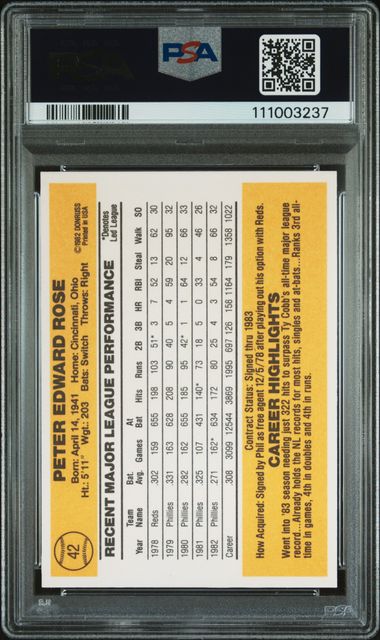 PSA
PSA
111003237
42
PETER EDWARD ROSE
©1982 DONRUSS
Printed in USA
Born: April 14, 1941 Home: Cincinnati, Ohio
Ht.: 5'11" Wgt.: 203 Bats: Switch Throws: Right
RECENT MAJOR LEAGUE PERFORMANCE
*Denotes
Led League
Team Bat. At
Year Name Avg. Games Bat Hits Runs 2B 3B HR RBI Steal Walk SO
1978 Reds .302 159 655 198 103 51* 3 7 52 13 62 30
1979 Phillies .331 163 628 208 90 40 5 4 59 20 95 32
1980 Phillies .282 162 655 185 95 42* 1 1 64 12 66 33
1981 Phillies .325 107 431 140* 73 18 5 0 33 4 46 26
1982 Phillies .271 162* 634 172 80 25 4 3 54 8 66 32
Career .308 3099 12544 3869 1995 697 126 158 1164 179 1358 1022
Contract Status: Signed thru 1983
How Acquired: Signed by Phil as free agent 12/5/78 after playing out his option with Reds.
CAREER HIGHLIGHTS
Went into '83 season needing just 322 hits to surpass Ty Cobb's all-time major league
record...Already holds the NL records for most hits, singles and at-bats...Ranks 3rd all-
time in games, 4th in doubles and 4th in runs.
PSA